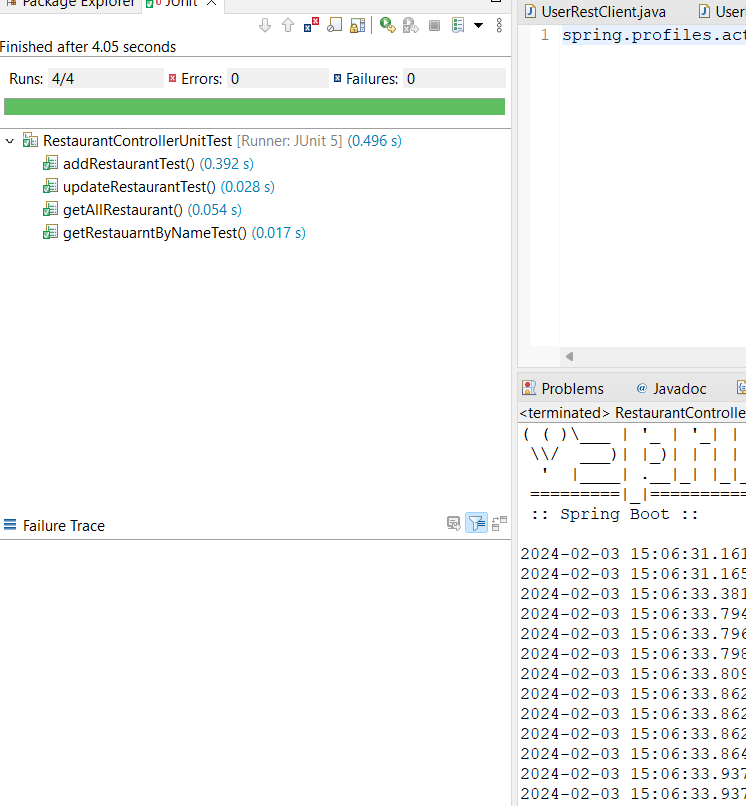 Package Explorer
JUnit
Finished after 4.05 seconds
Runs: 4/4
Errors: 0
Failures: 0
RestaurantControllerUnitTest [Runner: JUnit 5] (0.496 s)
addRestaurantTest() (0.392 s)
updateRestaurantTest() (0.028 s)
getAllRestaurant() (0.054 s)
getRestauarntByNameTest() (0.017 s)
Failure Trace
UserRestClient.java
User
1 spring.profiles.act
Problems
@ Javadoc
<terminated> RestaurantControlle
( ( )\___ | '_ | '_| |
\\/ ___)| |_)| | | |
' |____| .__|_| |_|_
=========|_|==========
:: Spring Boot ::
2024-02-03 15:06:31.161
2024-02-03 15:06:31.165
2024-02-03 15:06:33.381
2024-02-03 15:06:33.794
2024-02-03 15:06:33.796
2024-02-03 15:06:33.798
2024-02-03 15:06:33.809
2024-02-03 15:06:33.862
2024-02-03 15:06:33.862
2024-02-03 15:06:33.862
2024-02-03 15:06:33.864
2024-02-03 15:06:33.937
2024-02-03 15:06:33.937